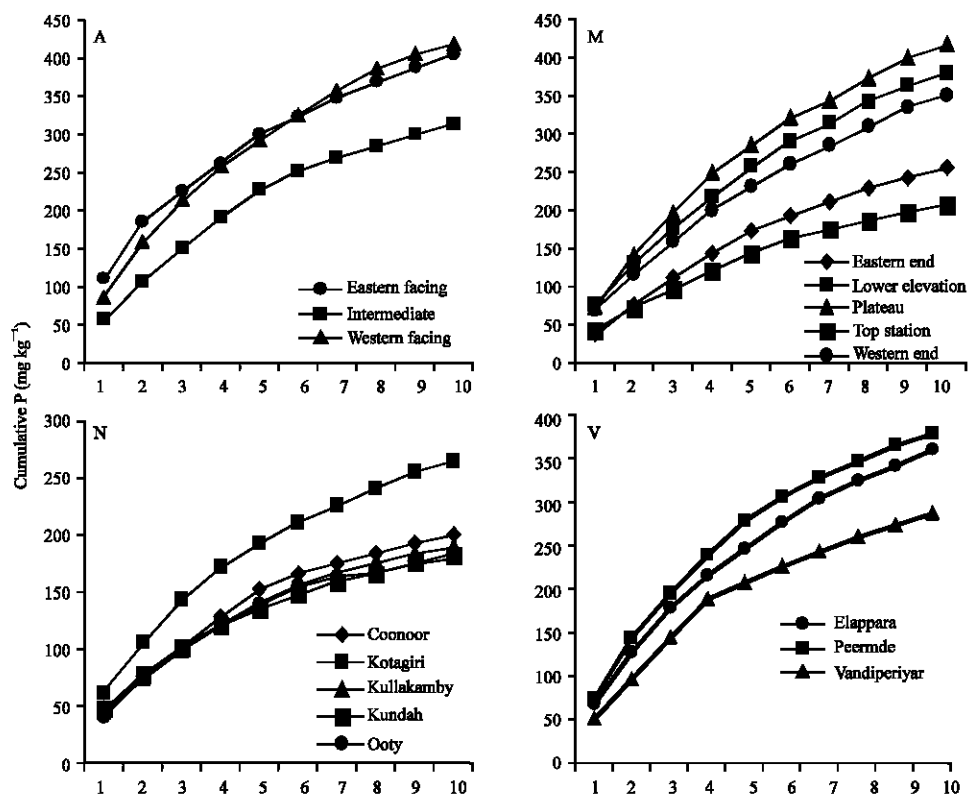 Cumulative P (mg kg⁻¹)
A
450
400
350
300
250
200
150
100
50
0
1 2 3 4 5 6 7 8 9 10
Eastern facing
Intermediate
Western facing
M
450
400
350
300
250
200
150
100
50
0
1 2 3 4 5 6 7 8 9 10
Eastern end
Lower elevation
Plateau
Top station
Western end
N
300
250
200
150
100
50
0
1 2 3 4 5 6 7 8 9 10
Coonoor
Kotagiri
Kullakamby
Kundah
Ooty
V
400
350
300
250
200
150
100
50
0
1 2 3 4 5 6 7 8 9 10
Elappara
Peermde
Vandiperiyar